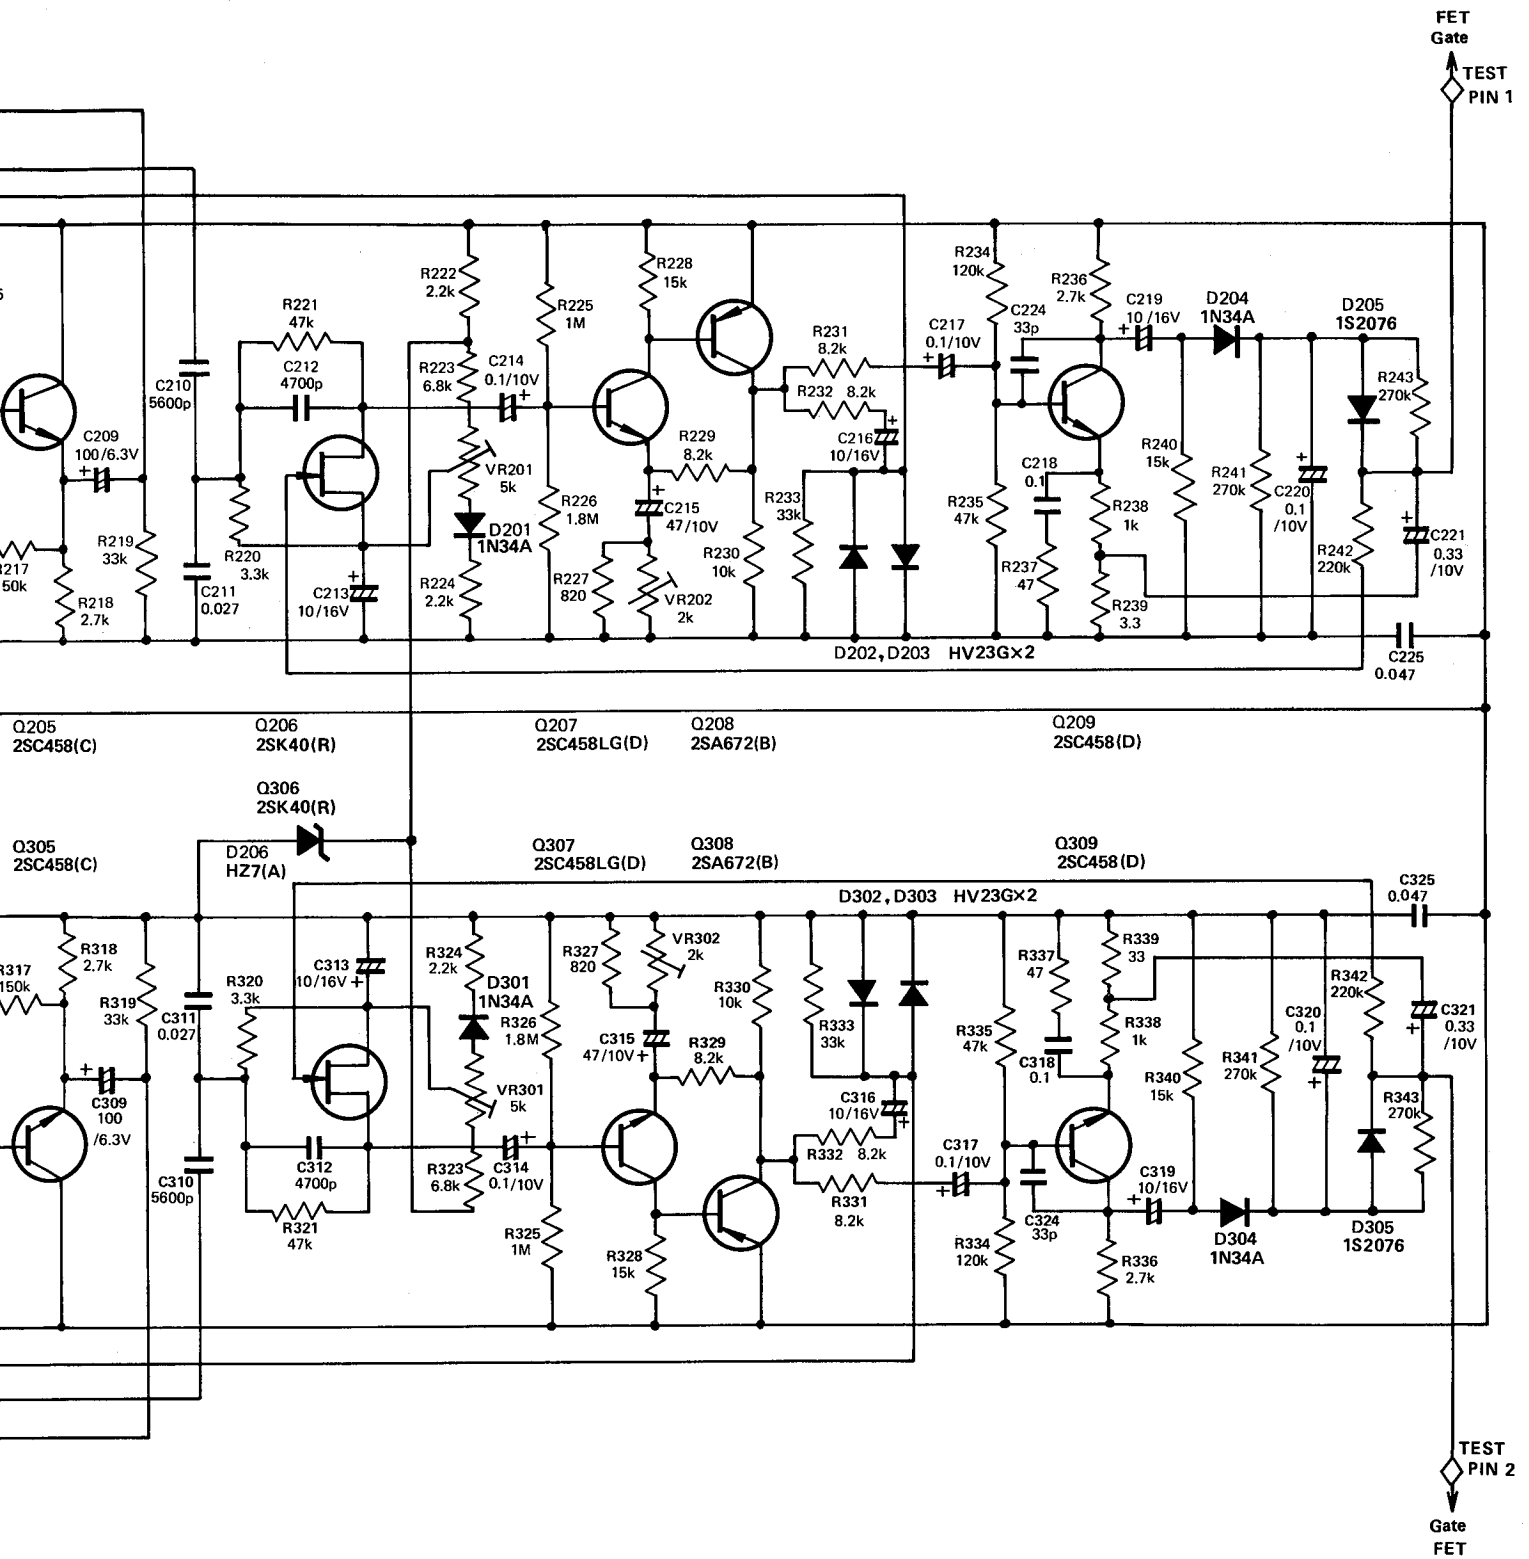 FET
Gate
TEST
PIN 1
R222
2.2k
R228
15k
R234
120k
R236
2.7k
C224
33p
C219
10/16V
D204
1N34A
D205
1S2076
R221
47k
R225
1M
R231
8.2k
C217
0.1/10V
C212
4700p
R223
6.8k
C214
0.1/10V
C210
5600p
R232 8.2k
R243
270k
C209
100/6.3V
R229
8.2k
C216
10/16V
R240
15k
C218
0.1
VR201
5k
R241
270k
C220
0.1
/10V
R226
1.8M
C215
47/10V
R233
33k
R235
47k
R238
1k
R219
33k
D201
1N34A
R230
10k
C221
0.33
/10V
R242
220k
R217
50k
R220
3.3k
R218
2.7k
C211
0.027
C213
10/16V
R224
2.2k
R227
820
VR202
2k
R237
47
R239
3.3
D202, D203 HV23G×2
C225
0.047
Q205
2SC458(C)
Q206
2SK40(R)
Q207
2SC458LG(D)
Q208
2SA672(B)
Q209
2SC458(D)
Q306
2SK40(R)
Q305
2SC458(C)
D206
HZ7(A)
Q307
2SC458LG(D)
Q308
2SA672(B)
Q309
2SC458(D)
D302, D303 HV23G×2
C325
0.047
R318
2.7k
R317
150k
R324
2.2k
R327
820
VR302
2k
R337
47
R339
33
R320
3.3k
C313
10/16V
D301
1N34A
R330
10k
R342
220k
R319
33k
C311
0.027
R326
1.8M
C315
47/10V
R329
8.2k
R333
33k
R335
47k
R338
1k
C320
0.1
/10V
C321
0.33
/10V
C318
0.1
R341
270k
R340
15k
VR301
5k
C309
100
/6.3V
C316
10/16V
R343
270k
R332 8.2k
C310
5600p
C312
4700p
R323
6.8k
C314
0.1/10V
C317
0.1/10V
C319
10/16V
R331
8.2k
R321
47k
R325
1M
R328
15k
R334
120k
C324
33p
R336
2.7k
D304
1N34A
D305
1S2076
TEST
PIN 2
Gate
FET